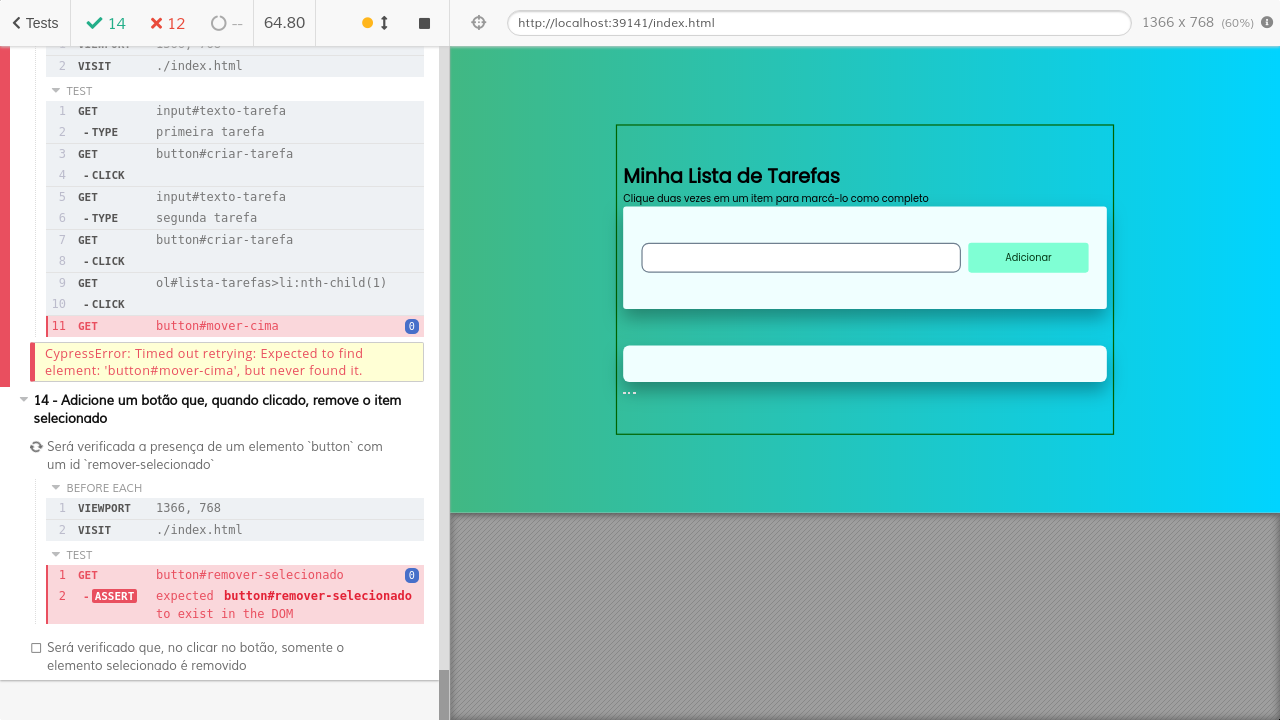 Tests
14
12
--
64.80
http://localhost:39141/index.html
1366 x 768 (60%)
1 VIEWPORT 1366, 768
2 VISIT ./index.html
TEST
1 GET input#texto-tarefa
2 -TYPE primeira tarefa
3 GET button#criar-tarefa
4 -CLICK
5 GET input#texto-tarefa
6 -TYPE segunda tarefa
7 GET button#criar-tarefa
8 -CLICK
9 GET ol#lista-tarefas>li:nth-child(1)
10 -CLICK
11 GET button#mover-cima 0
CypressError: Timed out retrying: Expected to find
element: 'button#mover-cima', but never found it.
14 - Adicione um botão que, quando clicado, remove o item
selecionado
Será verificada a presença de um elemento `button` com
um id `remover-selecionado`
BEFORE EACH
1 VIEWPORT 1366, 768
2 VISIT ./index.html
TEST
1 GET button#remover-selecionado 0
2 -ASSERT expected button#remover-selecionado
to exist in the DOM
Será verificado que, no clicar no botão, somente o
elemento selecionado é removido
Minha Lista de Tarefas
Clique duas vezes em um item para marcá-lo como completo
Adicionar
...